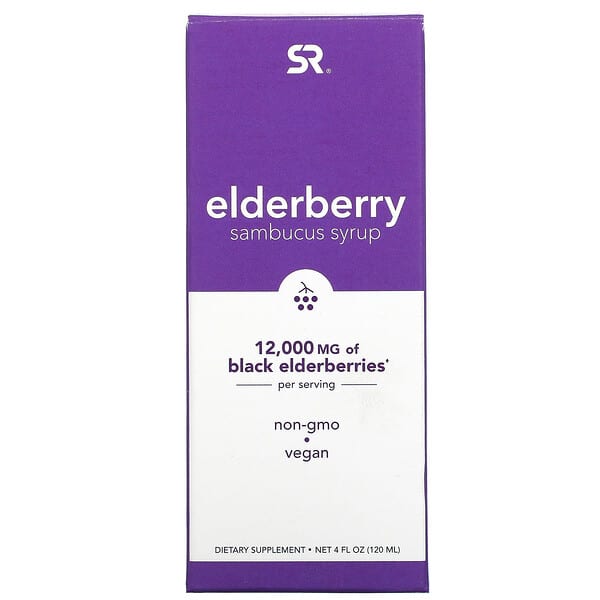 SR®
elderberry
sambucus syrup
12,000 MG of
black elderberries♦
per serving
non-gmo
•
vegan
DIETARY SUPPLEMENT • NET 4 FL OZ (120 ML)